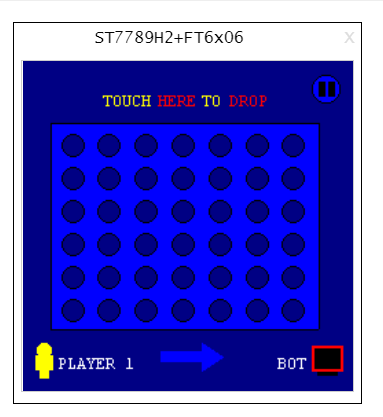 ST7789H2+FT6x06
X
TOUCH HERE TO DROP
PLAYER 1
BOT